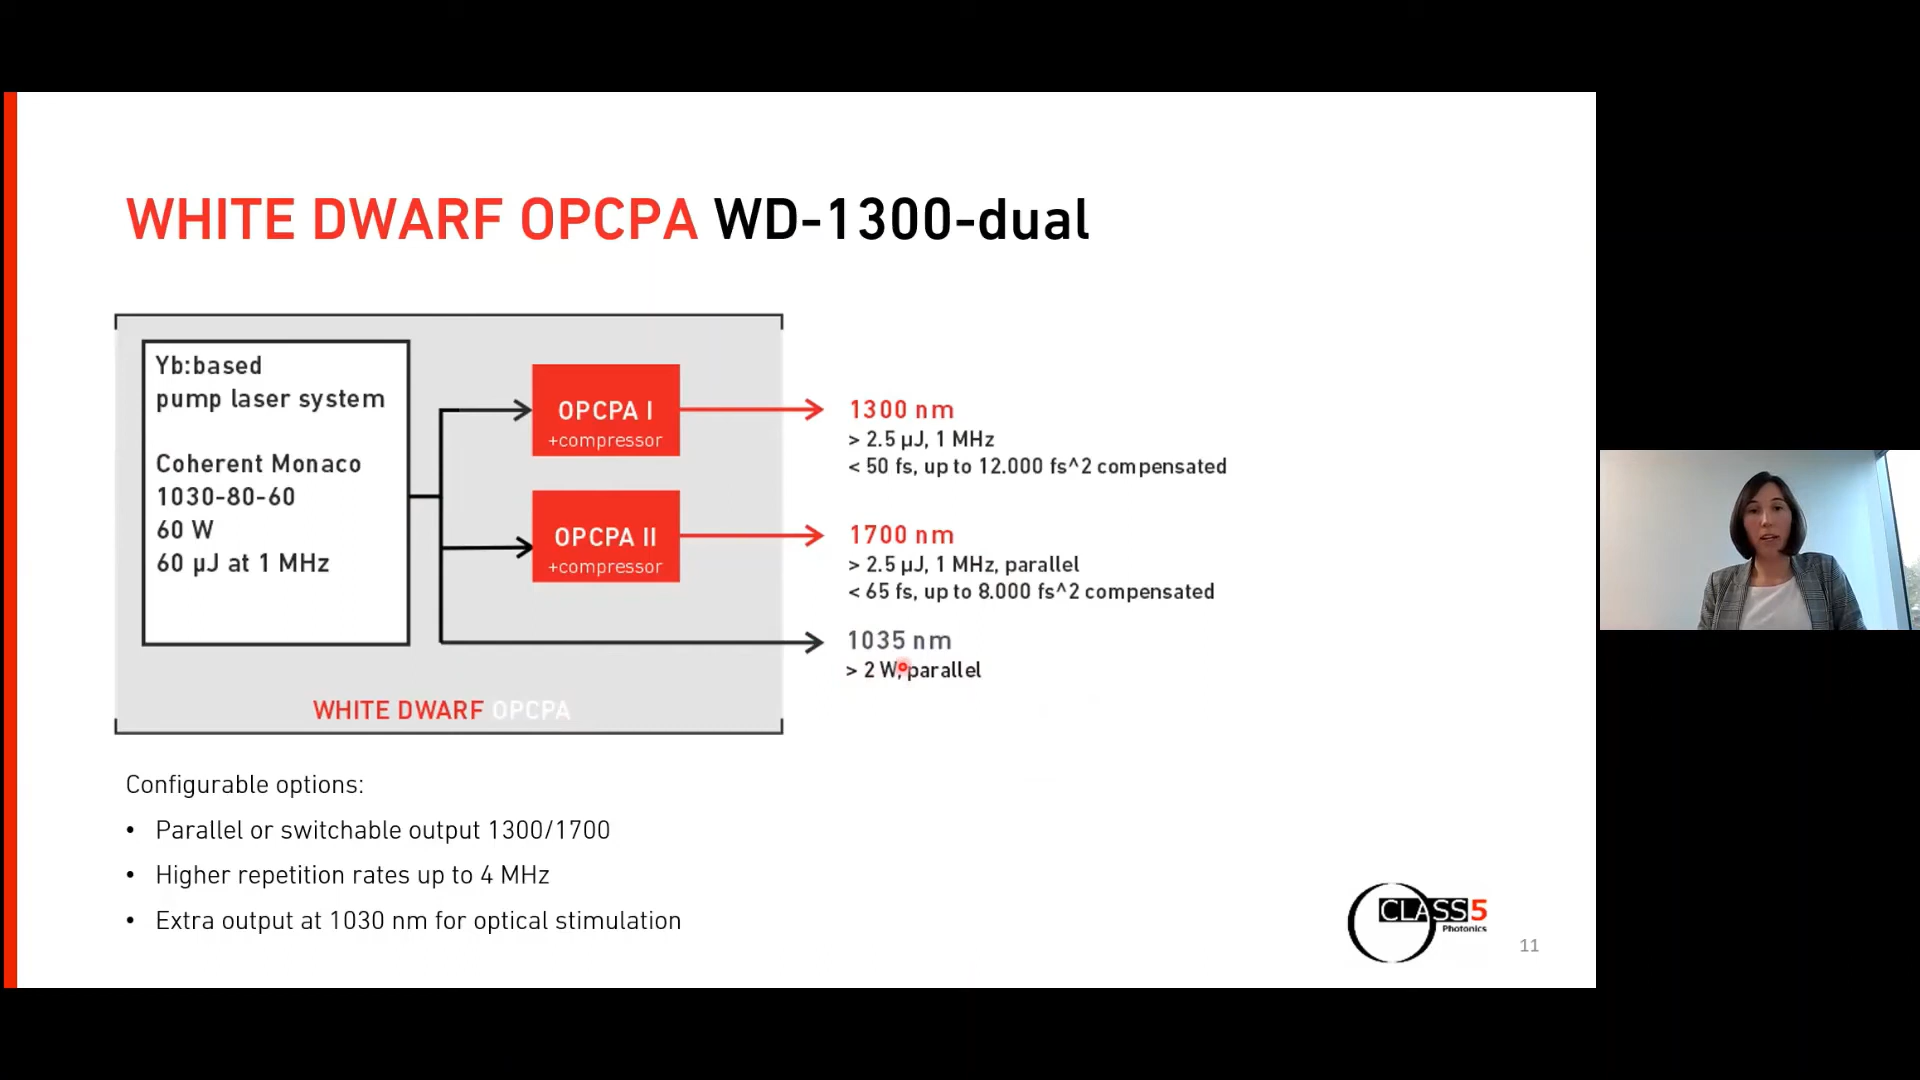 WHITE DWARF OPCPA WD-1300-dual
Yb:based
pump laser system
Coherent Monaco
1030-80-60
60 W
60 µJ at 1 MHz
OPCPA I
+compressor
OPCPA II
+compressor
WHITE DWARF OPCPA
1300 nm
> 2.5 µJ, 1 MHz
< 50 fs, up to 12.000 fs^2 compensated
1700 nm
> 2.5 µJ, 1 MHz, parallel
< 65 fs, up to 8.000 fs^2 compensated
1035 nm
> 2 W, parallel
Configurable options:
• Parallel or switchable output 1300/1700
• Higher repetition rates up to 4 MHz
• Extra output at 1030 nm for optical stimulation
CLASS5
Photonics
11